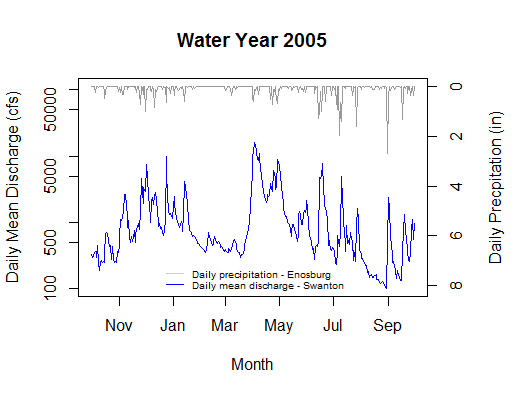 Water Year 2005
Daily Mean Discharge (cfs)
100
500
5000
50000
0
2
4
6
8
Daily Precpitation (in)
Daily precipitation - Enosburg
Daily mean discharge - Swanton
Nov Jan Mar May Jul Sep
Month